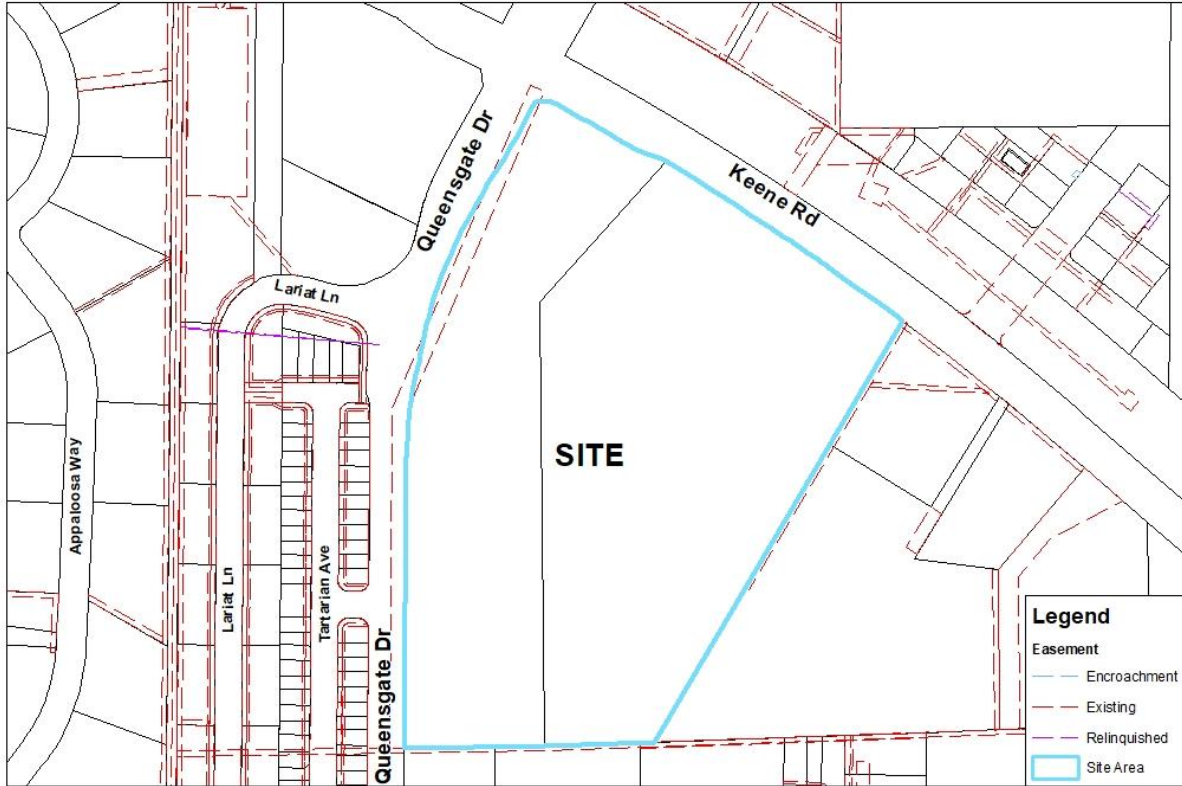 Queensgate Dr
Keene Rd
Lariat Ln
SITE
Appaloosa Way
Lariat Ln
Tartarian Ave
Queensgate Dr
Legend
Easement
Encroachment
Existing
Relinquished
Site Area